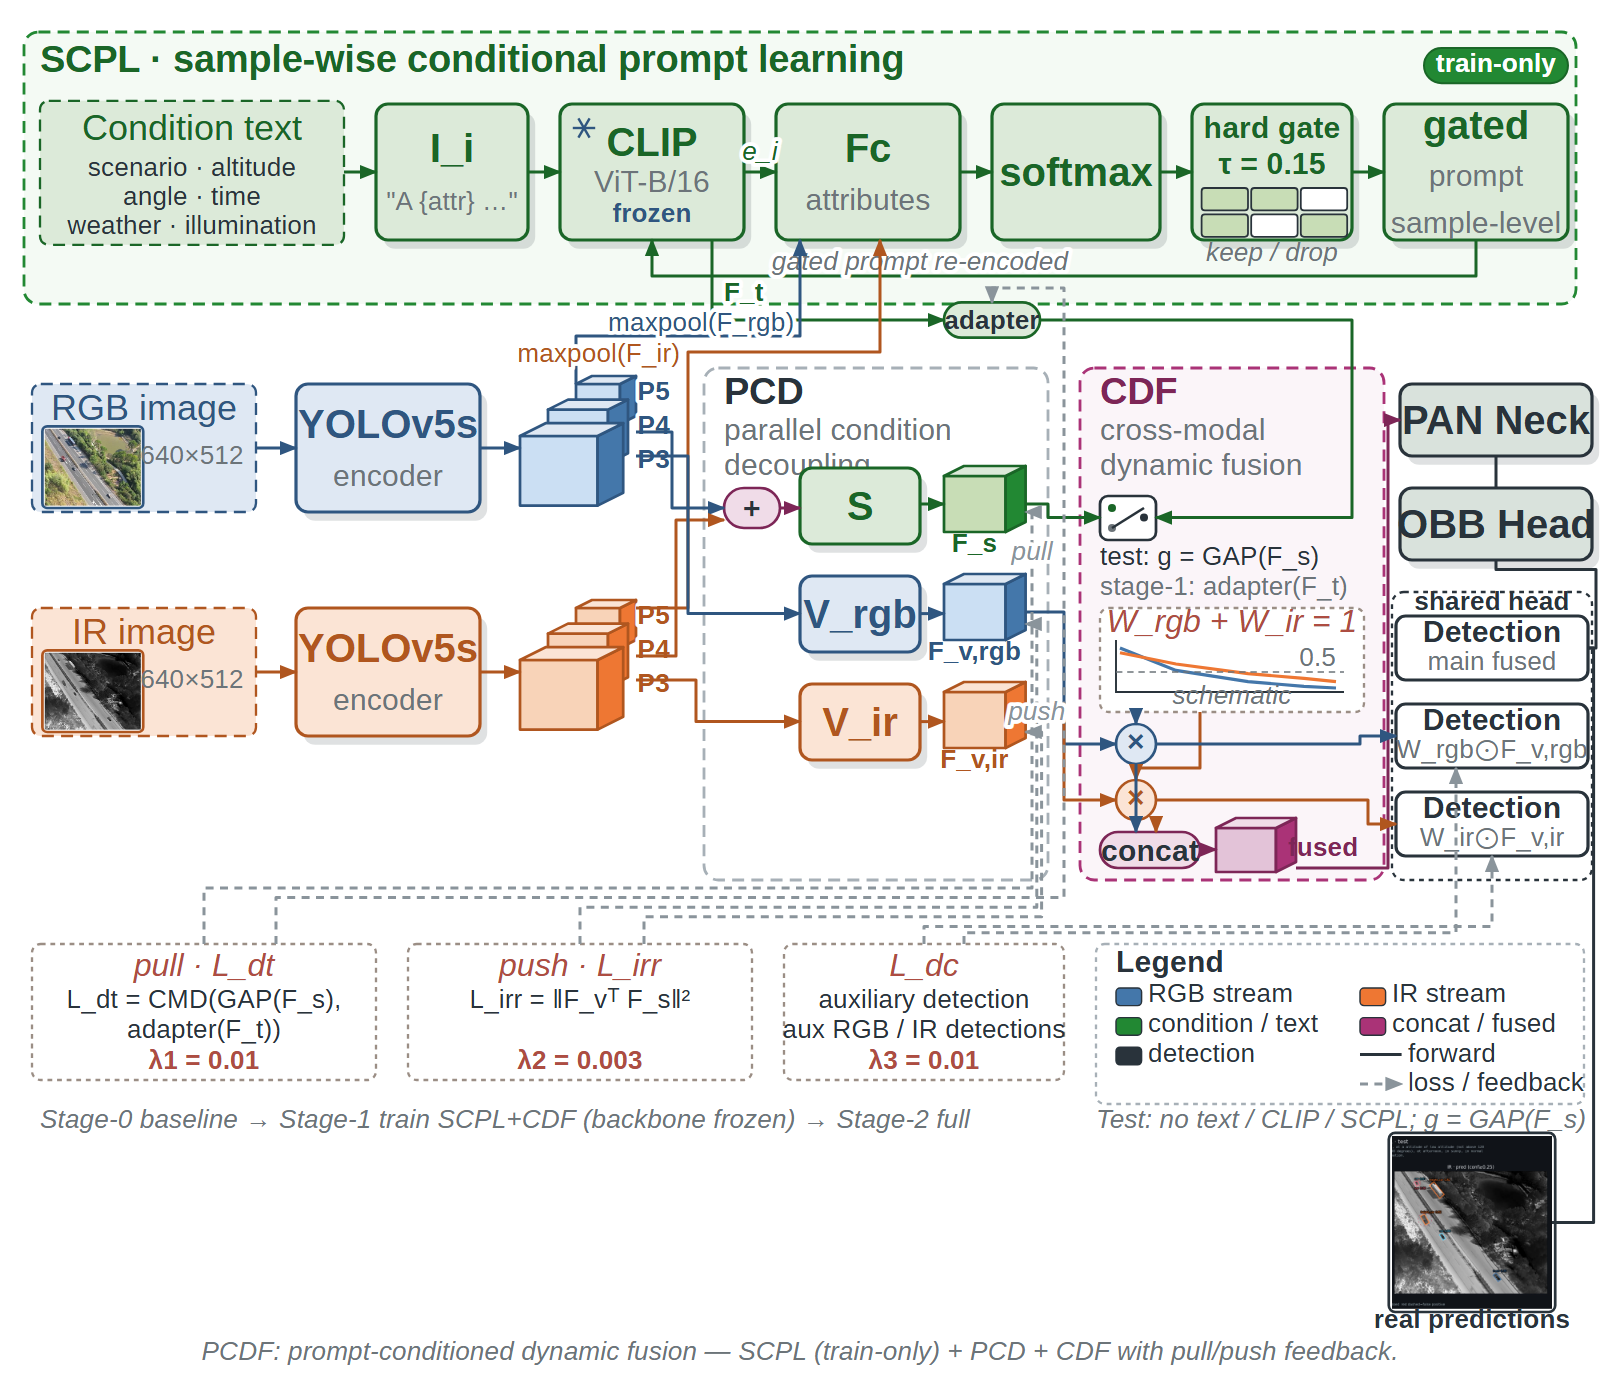 SCPL · sample-wise conditional prompt learning
train-only
Condition text
scenario · altitude
angle · time
weather · illumination
I_i
"A {attr} …"
CLIP
ViT-B/16
frozen
e_i
Fc
attributes
softmax
hard gate
τ = 0.15
keep / drop
gated
prompt
sample-level
gated prompt re-encoded
F_t
maxpool(F_rgb)
maxpool(F_ir)
adapter
RGB image
640×512
YOLOv5s
encoder
P5
P4
P3
IR image
640×512
YOLOv5s
encoder
P5
P4
P3
PCD
parallel condition
decoupling
+
S
F_s
pull
V_rgb
F_v,rgb
V_ir
F_v,ir
push
CDF
cross-modal
dynamic fusion
test: g = GAP(F_s)
stage-1: adapter(F_t)
W_rgb + W_ir = 1
0.5
schematic
×
×
concat
fused
PAN Neck
OBB Head
shared head
Detection
main fused
Detection
W_rgb⊙F_v,rgb
Detection
W_ir⊙F_v,ir
pull · L_dt
L_dt = CMD(GAP(F_s),
adapter(F_t))
λ1 = 0.01
push · L_irr
L_irr = ‖F_vᵀ F_s‖²
λ2 = 0.003
L_dc
auxiliary detection
aux RGB / IR detections
λ3 = 0.01
Legend
RGB stream
IR stream
condition / text
concat / fused
detection
forward
loss / feedback
Stage-0 baseline → Stage-1 train SCPL+CDF (backbone frozen) → Stage-2 full
Test: no text / CLIP / SCPL; g = GAP(F_s)
real predictions
PCDF: prompt-conditioned dynamic fusion — SCPL (train-only) + PCD + CDF with pull/push feedback.